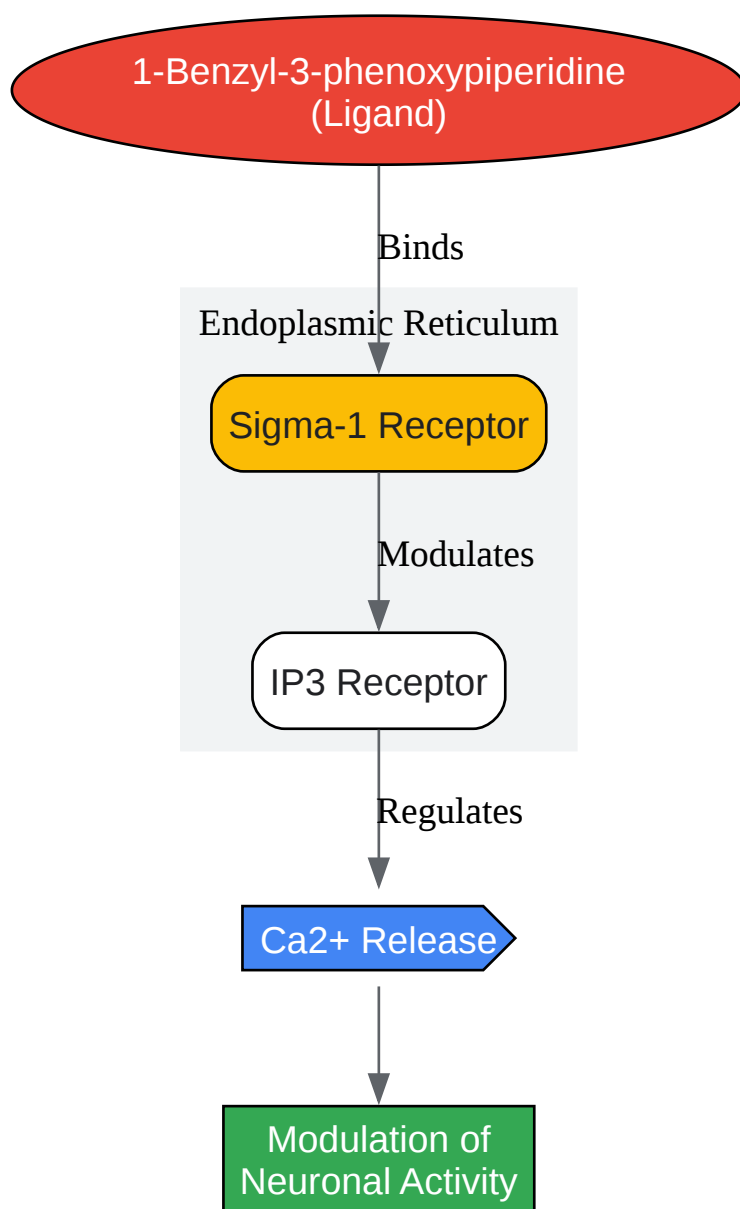 1-Benzyl-3-phenoxypiperidine
(Ligand)
Binds
Endoplasmic Reticulum
Sigma-1 Receptor
Modulates
IP3 Receptor
Regulates
Ca2+ Release
Modulation of
Neuronal Activity